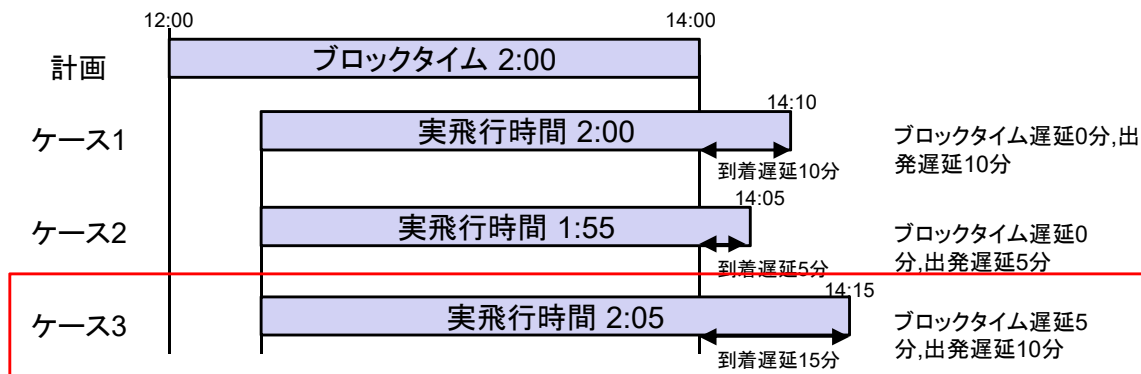 12:00
14:00
計画
ブロックタイム 2:00
14:10
ケース1
実飛行時間 2:00
ブロックタイム遅延0分,出
発遅延10分
到着遅延10分
14:05
ケース2
実飛行時間 1:55
ブロックタイム遅延0
分,出発遅延5分
到着遅延5分
14:15
ケース3
実飛行時間 2:05
ブロックタイム遅延5
分,出発遅延10分
到着遅延15分